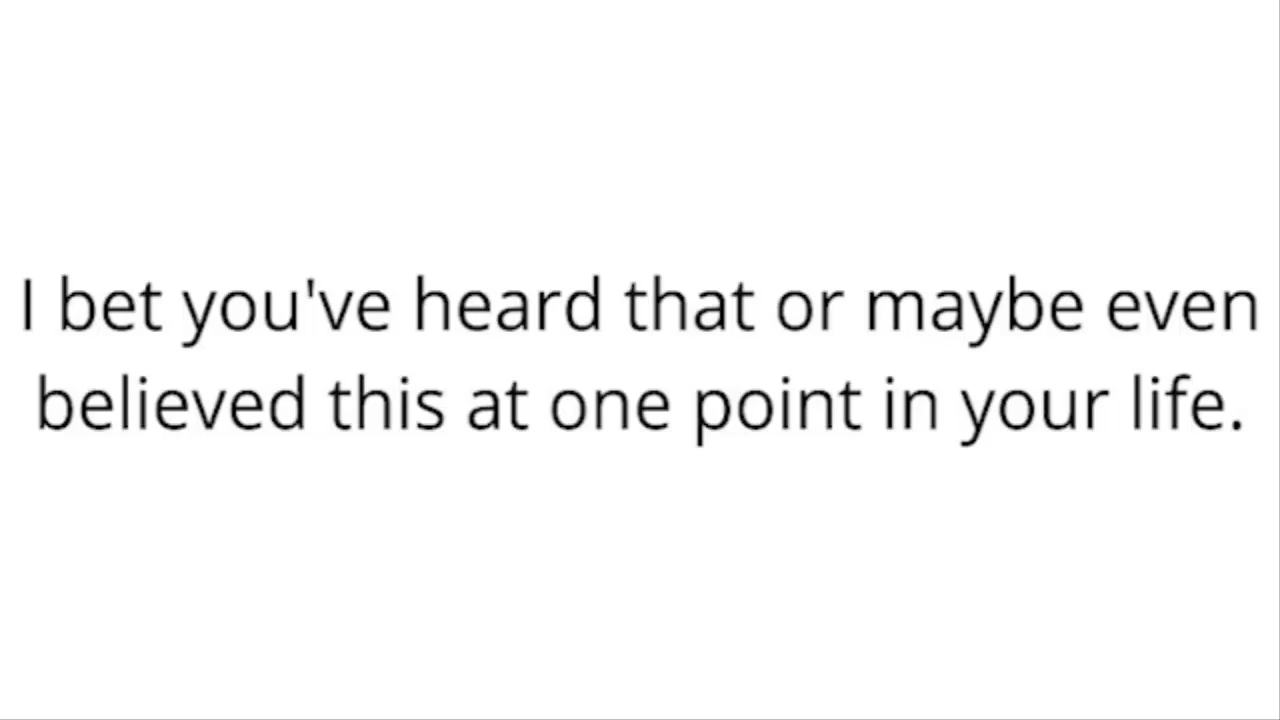 I bet you've heard that or maybe even
believed this at one point in your life.